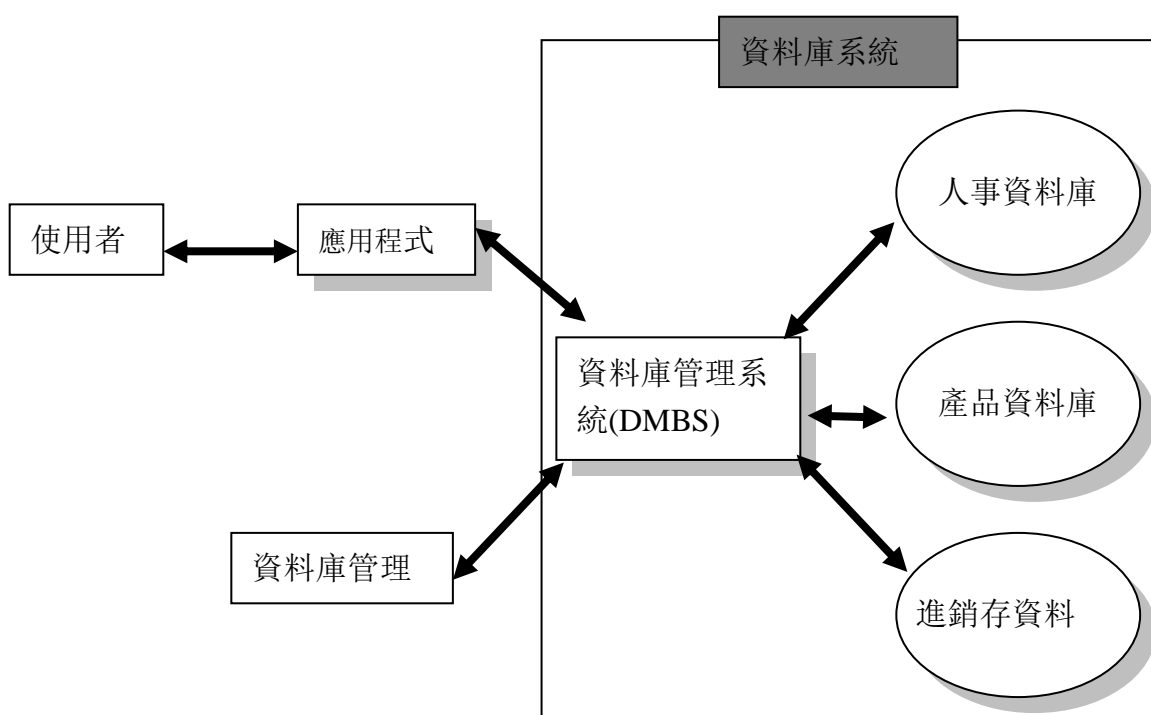 資料庫系統
人事資料庫
使用者
應用程式
資料庫管理系
統(DMBS)
產品資料庫
資料庫管理
進銷存資料